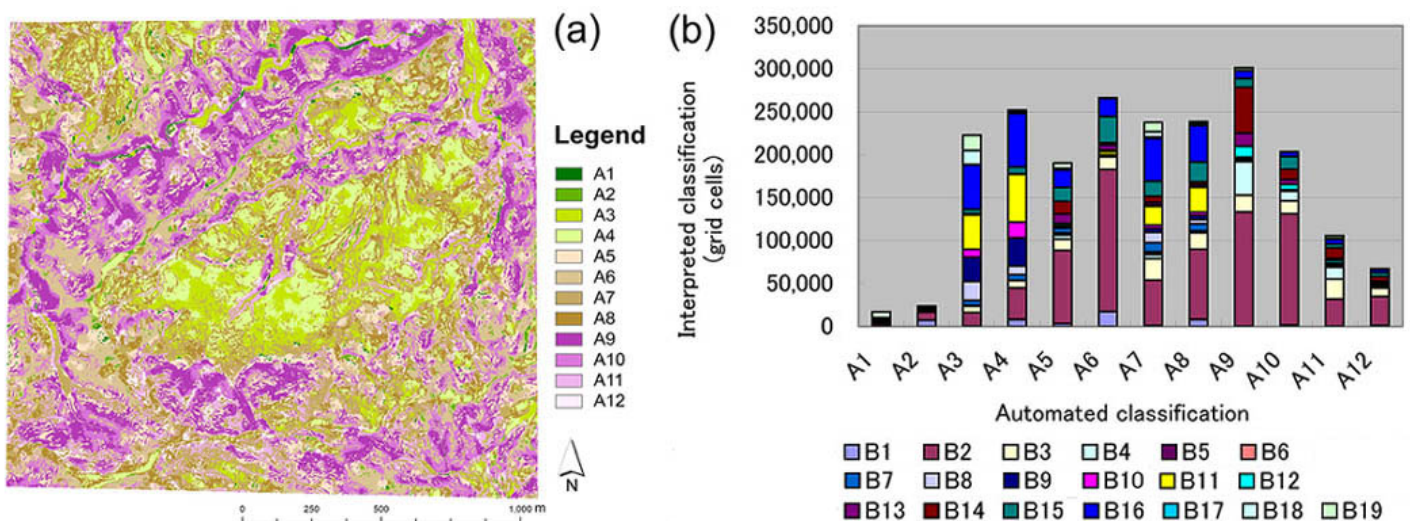 (a)
Legend
A1
A2
A3
A4
A5
A6
A7
A8
A9
A10
A11
A12
N
0 250 500 1,000 m
(b)
Interpreted classification
(grid cells)
350,000
300,000
250,000
200,000
150,000
100,000
50,000
0
A1 A2 A3 A4 A5 A6 A7 A8 A9 A10 A11 A12
Automated classification
B1 B2 B3 B4 B5 B6
B7 B8 B9 B10 B11 B12
B13 B14 B15 B16 B17 B18 B19